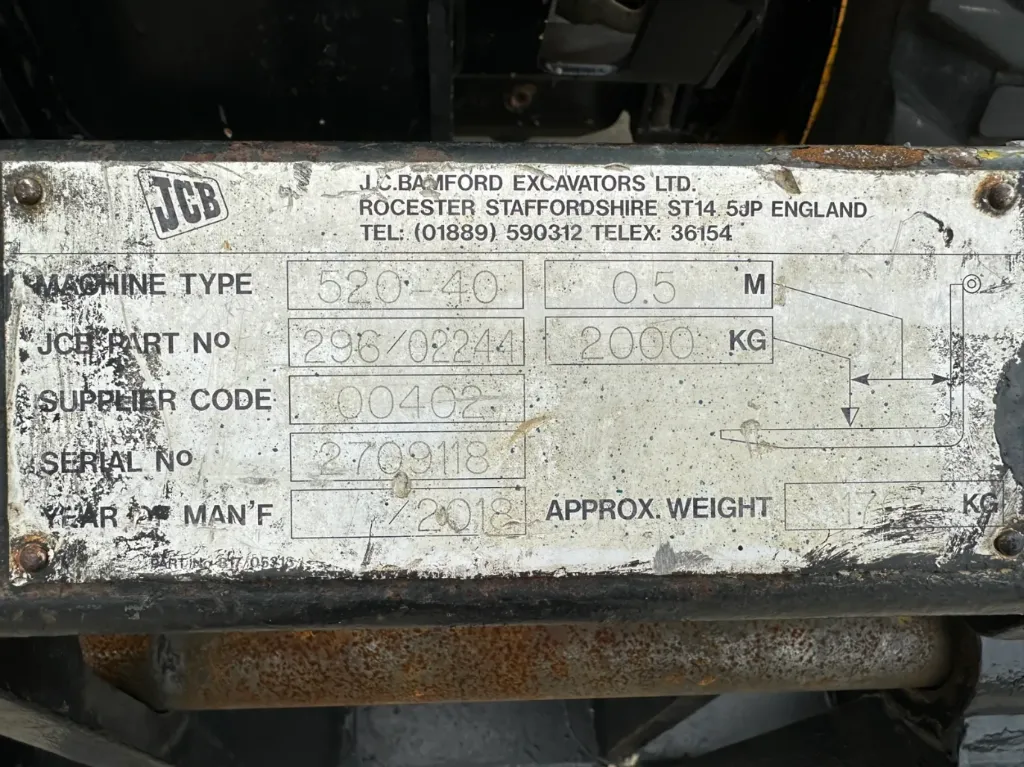 JCB
J.C.BAMFORD EXCAVATORS LTD.
ROCESTER STAFFORDSHIRE ST14 5JP ENGLAND
TEL: (01889) 590312 TELEX: 36154
MACHINE TYPE 520-40 0.5 M
JCB PART No 296/02244 2000 KG
SUPPLIER CODE 00402
SERIAL No 2709118
YEAR OF MAN'F /2018 APPROX. WEIGHT KG
PART No